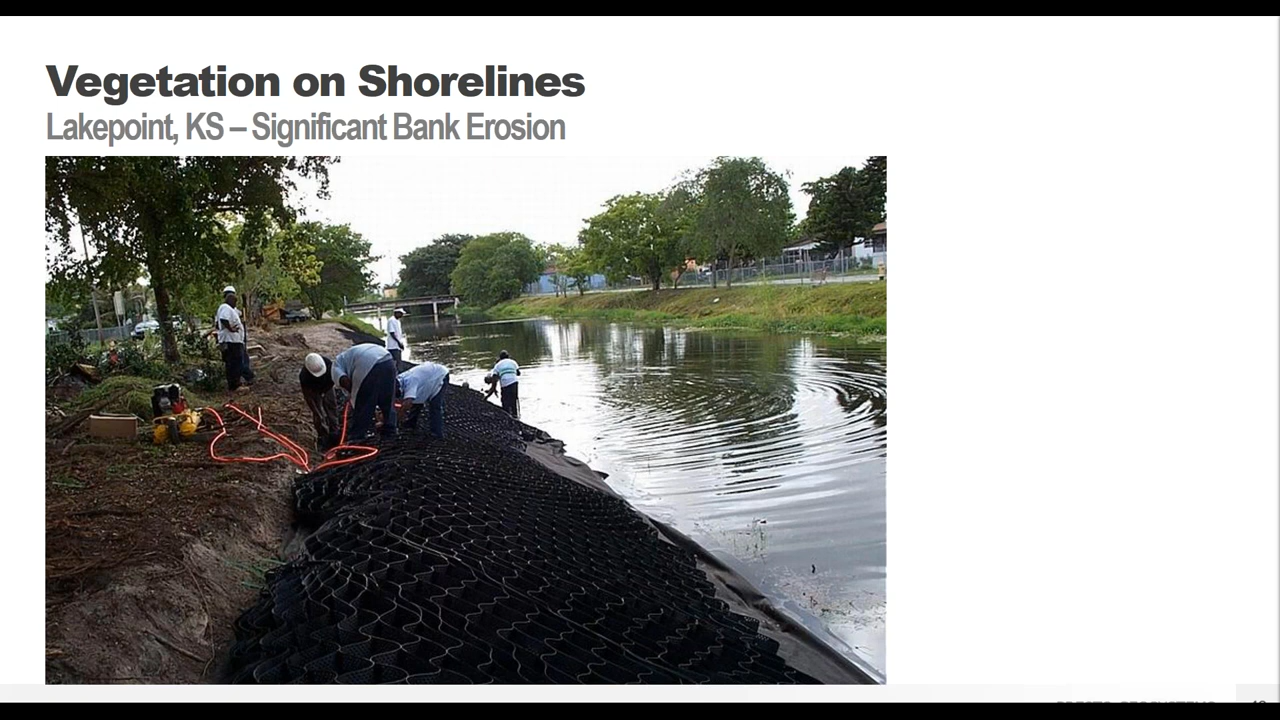 Vegetation on Shorelines
Lakepoint, KS – Significant Bank Erosion